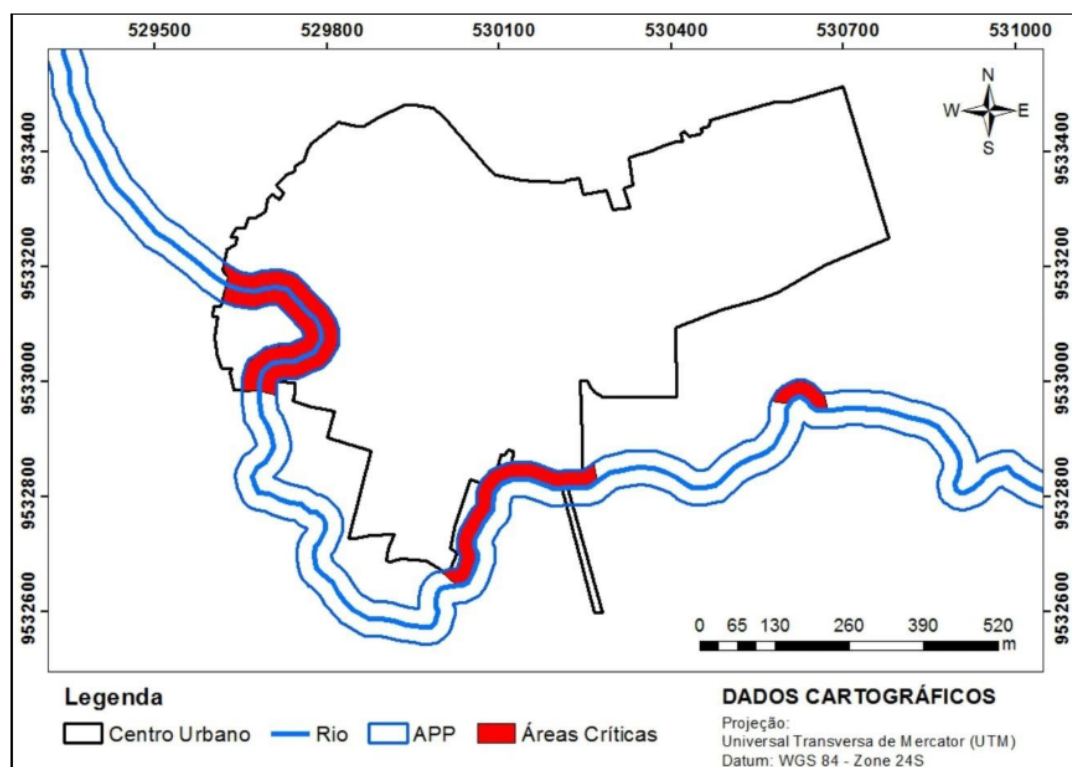 529500 529800 530100 530400 530700 531000
N
W E
S
9533400 9533400
9533200 9533200
9533000 9533000
9532800 9532800
9532600 9532600
0 65 130 260 390 520
m
Legenda
Centro Urbano Rio APP Áreas Críticas
DADOS CARTOGRÁFICOS
Projeção:
Universal Transversa de Mercator (UTM)
Datum: WGS 84 - Zone 24S